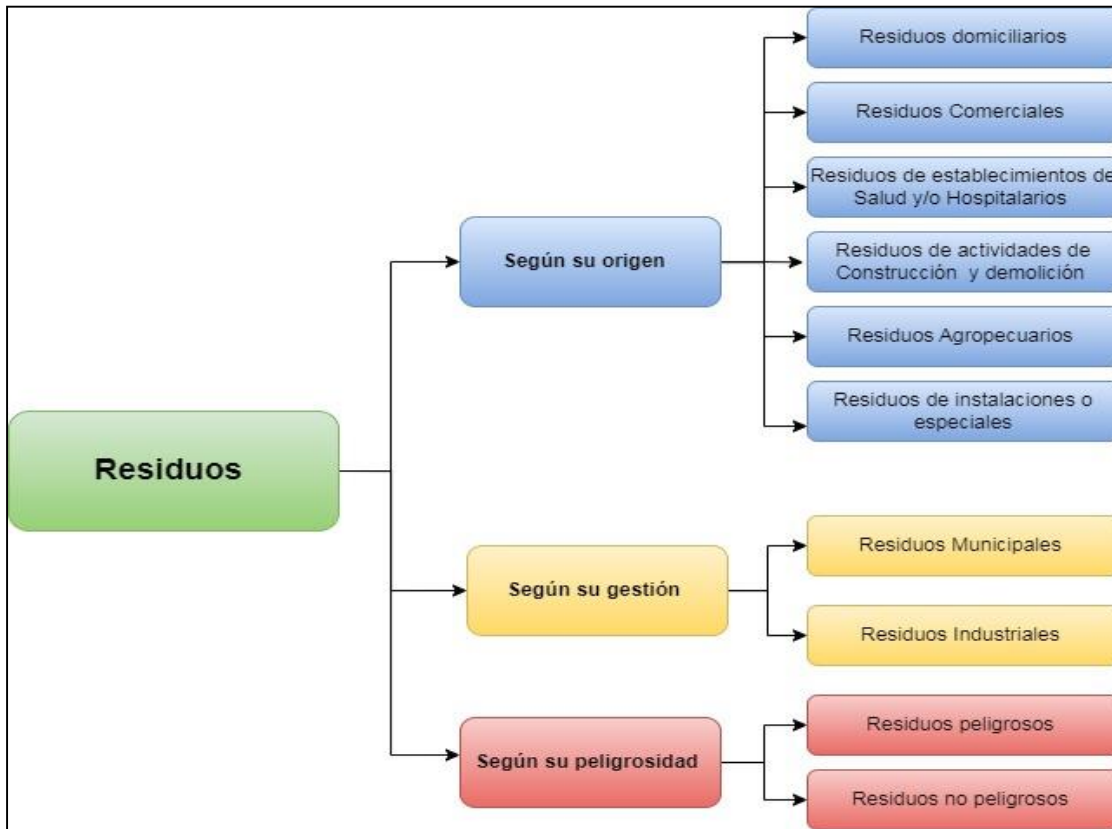 Residuos
Según su origen
Residuos domiciliarios
Residuos Comerciales
Residuos de establecimientos de
Salud y/o Hospitalarios
Residuos de actividades de
Construcción y demolición
Residuos Agropecuarios
Residuos de instalaciones o
especiales
Según su gestión
Residuos Municipales
Residuos Industriales
Según su peligrosidad
Residuos peligrosos
Residuos no peligrosos